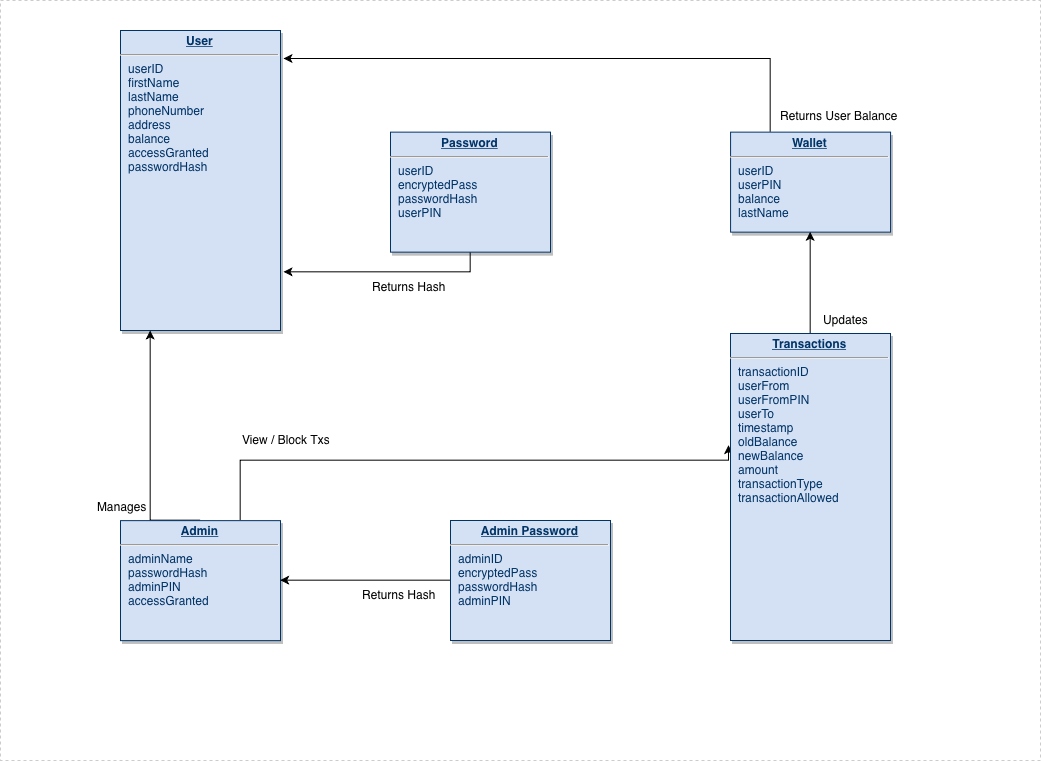 User
userID
firstName
lastName
phoneNumber
address
balance
accessGranted
passwordHash
Returns User Balance
Password
userID
encryptedPass
passwordHash
userPIN
Wallet
userID
userPIN
balance
lastName
Returns Hash
Updates
Transactions
transactionID
userFrom
userFromPIN
userTo
timestamp
oldBalance
newBalance
amount
transactionType
transactionAllowed
View / Block Txs
Manages
Admin
adminName
passwordHash
adminPIN
accessGranted
Returns Hash
Admin Password
adminID
encryptedPass
passwordHash
adminPIN